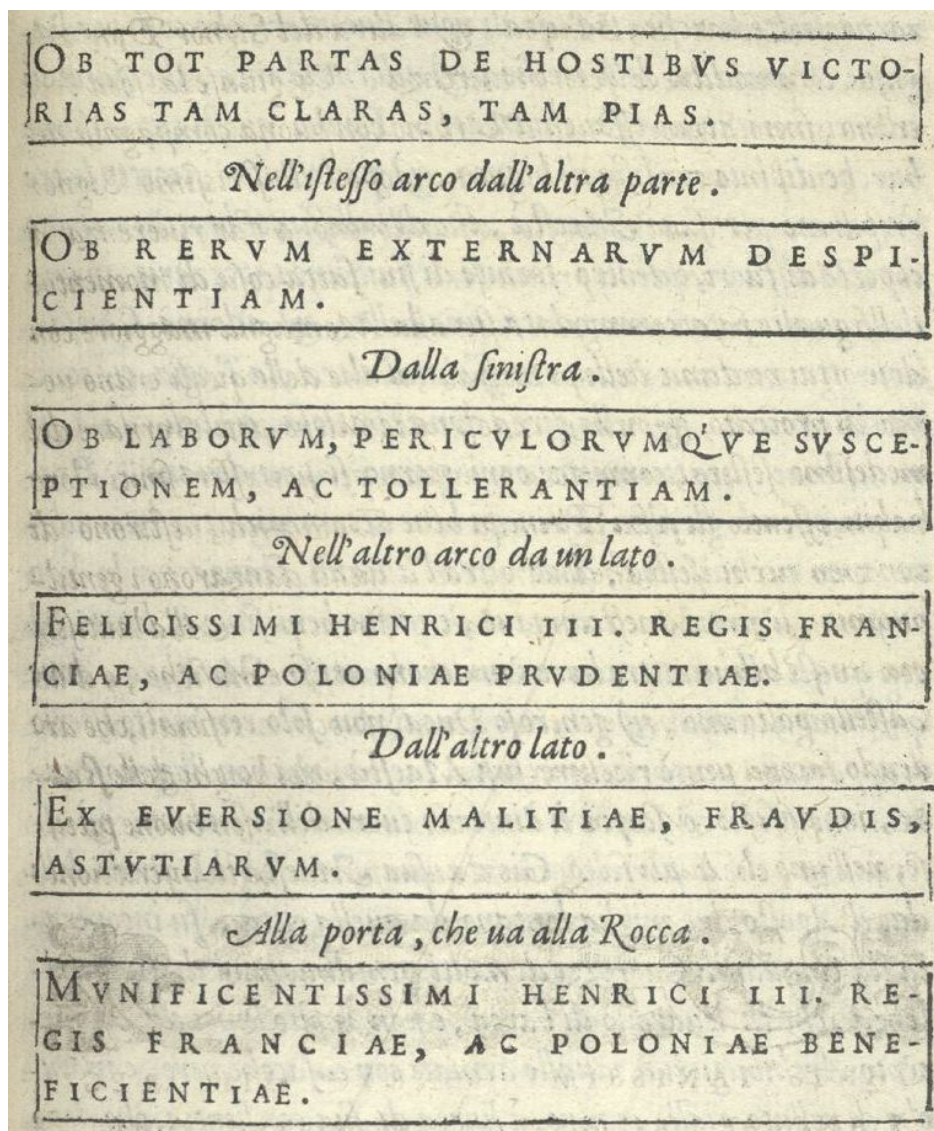 OB TOT PARTAS DE HOSTIBVS VICTO-
RIAS TAM CLARAS, TAM PIAS.
Nell'iſteſſo arco dall'altra parte.
OB RERVM EXTERNARVM DESPI-
CIENTIAM.
Dalla ſiniſtra.
OB LABORVM, PERICVLORVMQ'VE SVSCE-
PTIONEM, AC TOLLERANTIAM.
Nell'altro arco da un lato.
FELICISSIMI HENRICI III. REGIS FRAN-
CIAE, AC POLONIAE PRVDENTIAE.
Dall'altro lato.
EX EVERSIONE MALITIAE, FRAVDIS,
ASTVTIARVM.
Alla porta, che ua alla Rocca.
MVNIFICENTISSIMI HENRICI III. RE-
GIS FRANCIAE, AC POLONIAE BENE-
FICIENTIAE.